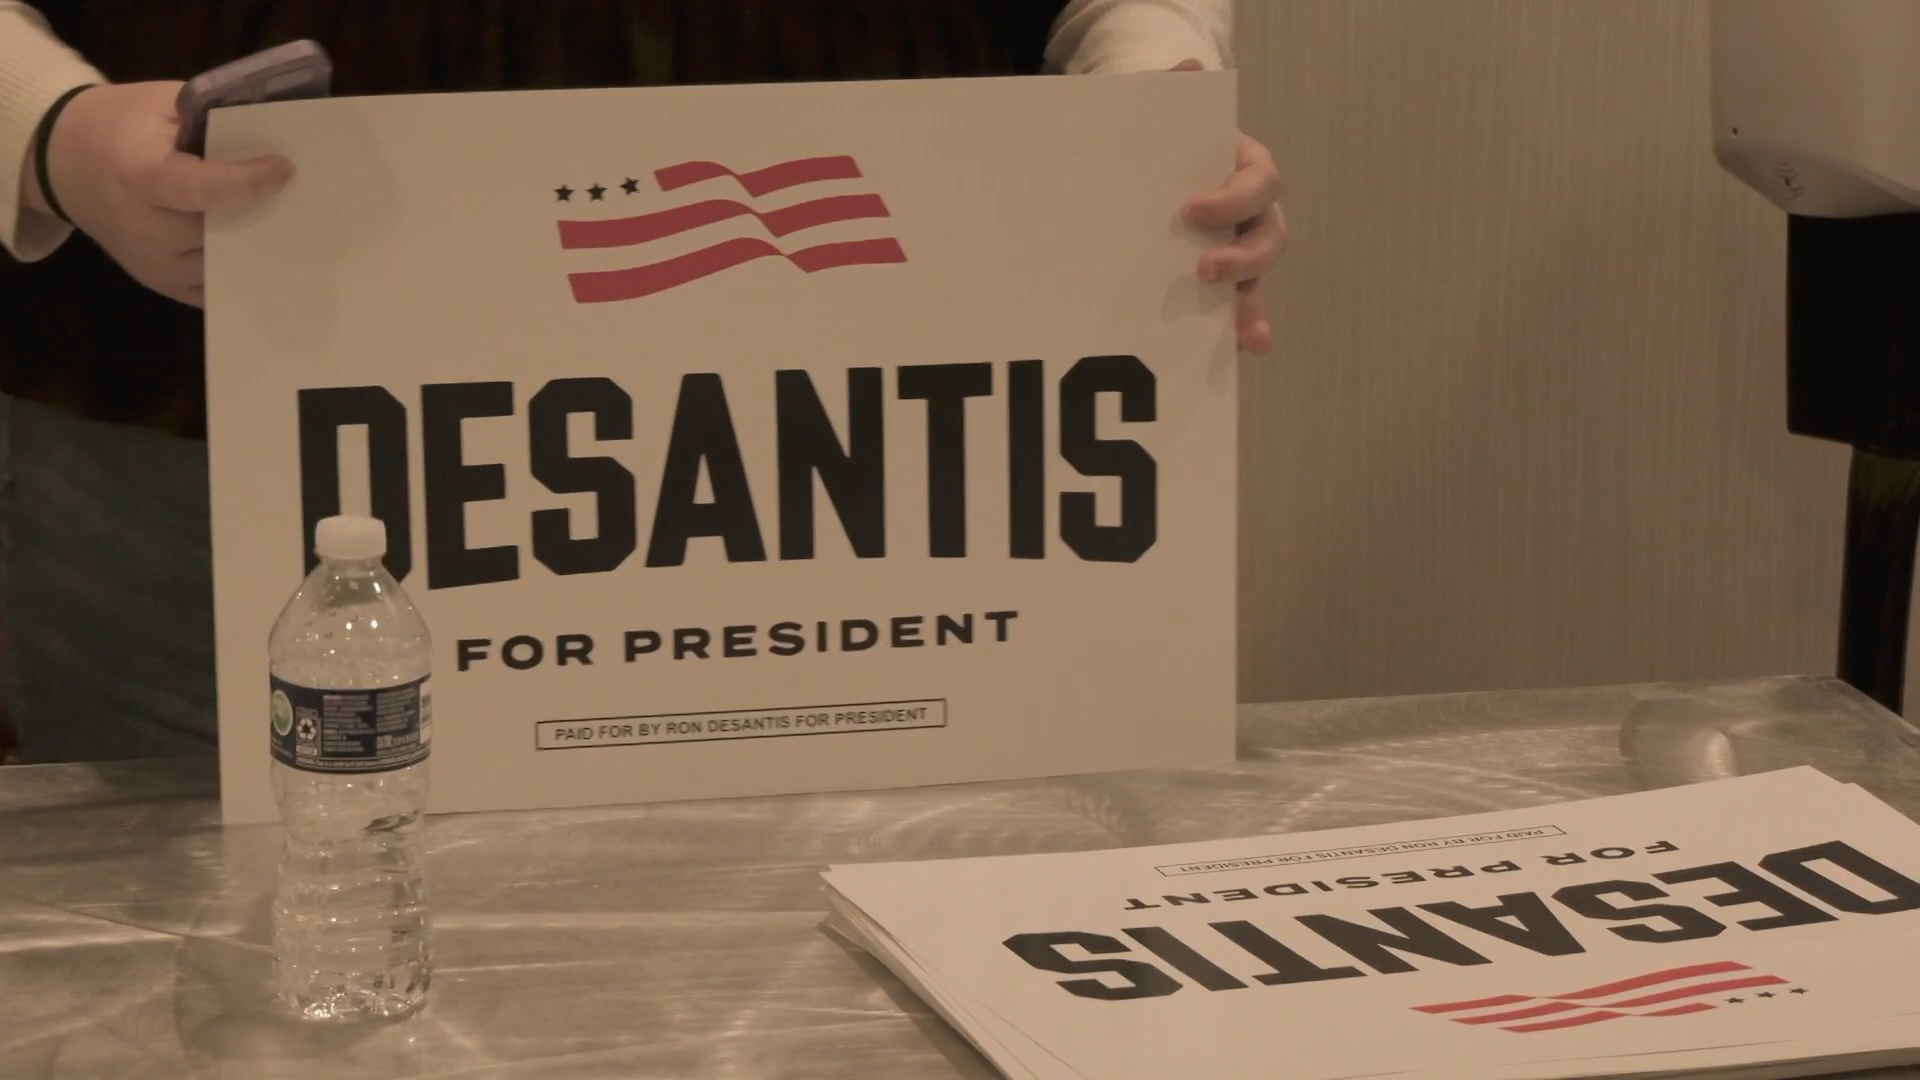 DESANTIS
FOR PRESIDENT
PAID FOR BY RON DESANTIS FOR PRESIDENT
PAID FOR BY RON DESANTIS FOR PRESIDENT
FOR PRESIDENT
DESANTIS